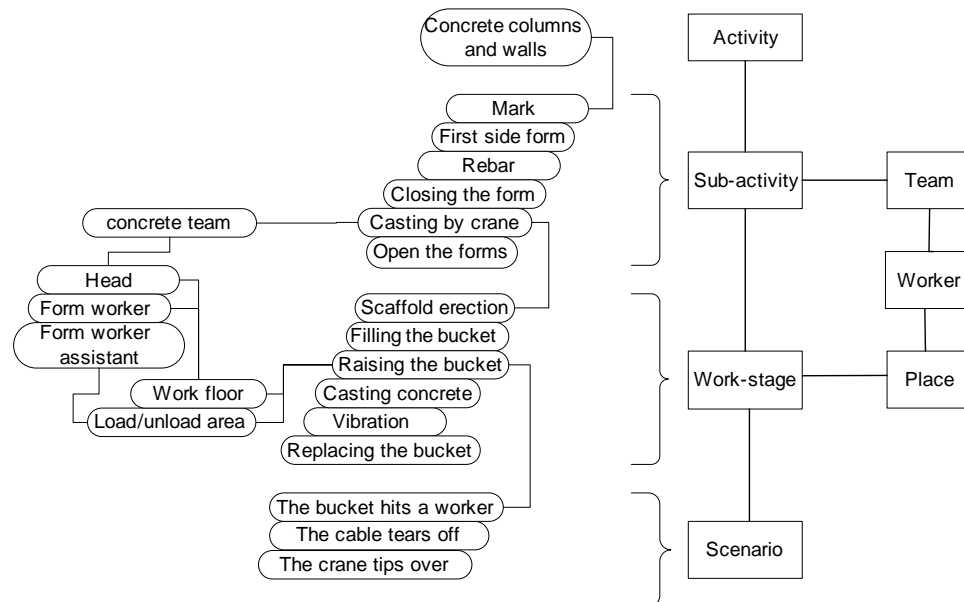 Concrete columns
and walls
Activity
Mark
First side form
Rebar
Closing the form
Casting by crane
Open the forms
Sub-activity
Team
concrete team
Head
Form worker
Form worker
assistant
Work floor
Load/unload area
Worker
Scaffold erection
Filling the bucket
Raising the bucket
Casting concrete
Vibration
Replacing the bucket
Work-stage
Place
The bucket hits a worker
The cable tears off
The crane tips over
Scenario